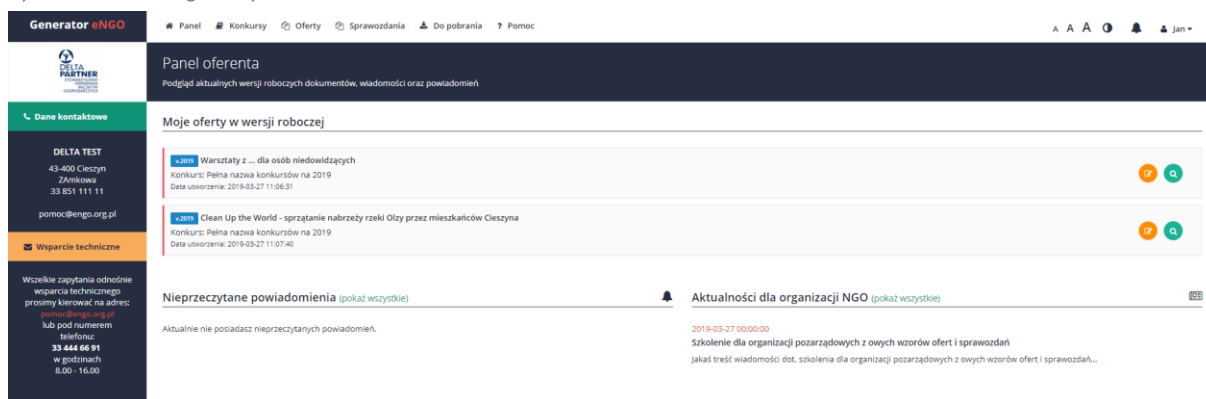 Generator eNGO
Panel Konkursy Oferty Sprawozdania Do pobrania ? Pomoc
A A A Jan
DELTA
PARTNER
Panel oferenta
Podgląd aktualnych wersji roboczych dokumentów, wiadomości oraz powiadomień
Dane kontaktowe
DELTA TEST
43-400 Cieszyn
ZAmkowa
33 851 111 11
pomoc@engo.org.pl
Wsparcie techniczne
Wszelkie zapytania odnośnie
wsparcia technicznego
prosimy kierować na adres:
pomoc@engo.org.pl
lub pod numerem
telefonu:
33 444 66 91
w godzinach
8.00 - 16.00
Moje oferty w wersji roboczej
v.2019 Warsztaty z ... dla osób niedowidzących
Konkurs: Pełna nazwa konkursów na 2019
Data utworzenia: 2019-03-27 11:06:31
v.2019 Clean Up the World - sprzątanie nabrzeży rzeki Olzy przez mieszkańców Cieszyna
Konkurs: Pełna nazwa konkursów na 2019
Data utworzenia: 2019-03-27 11:07:40
Nieprzeczytane powiadomienia (pokaż wszystkie)
Aktualnie nie posiadasz nieprzeczytanych powiadomień.
Aktualności dla organizacji NGO (pokaż wszystkie)
2019-03-27 00:00:00
Szkolenie dla organizacji pozarządowych z owych wzorów ofert i sprawozdań
Jakaś treść wiadomości dot. szkolenia dla organizacji pozarządowych z owych wzorów ofert i sprawozdań...